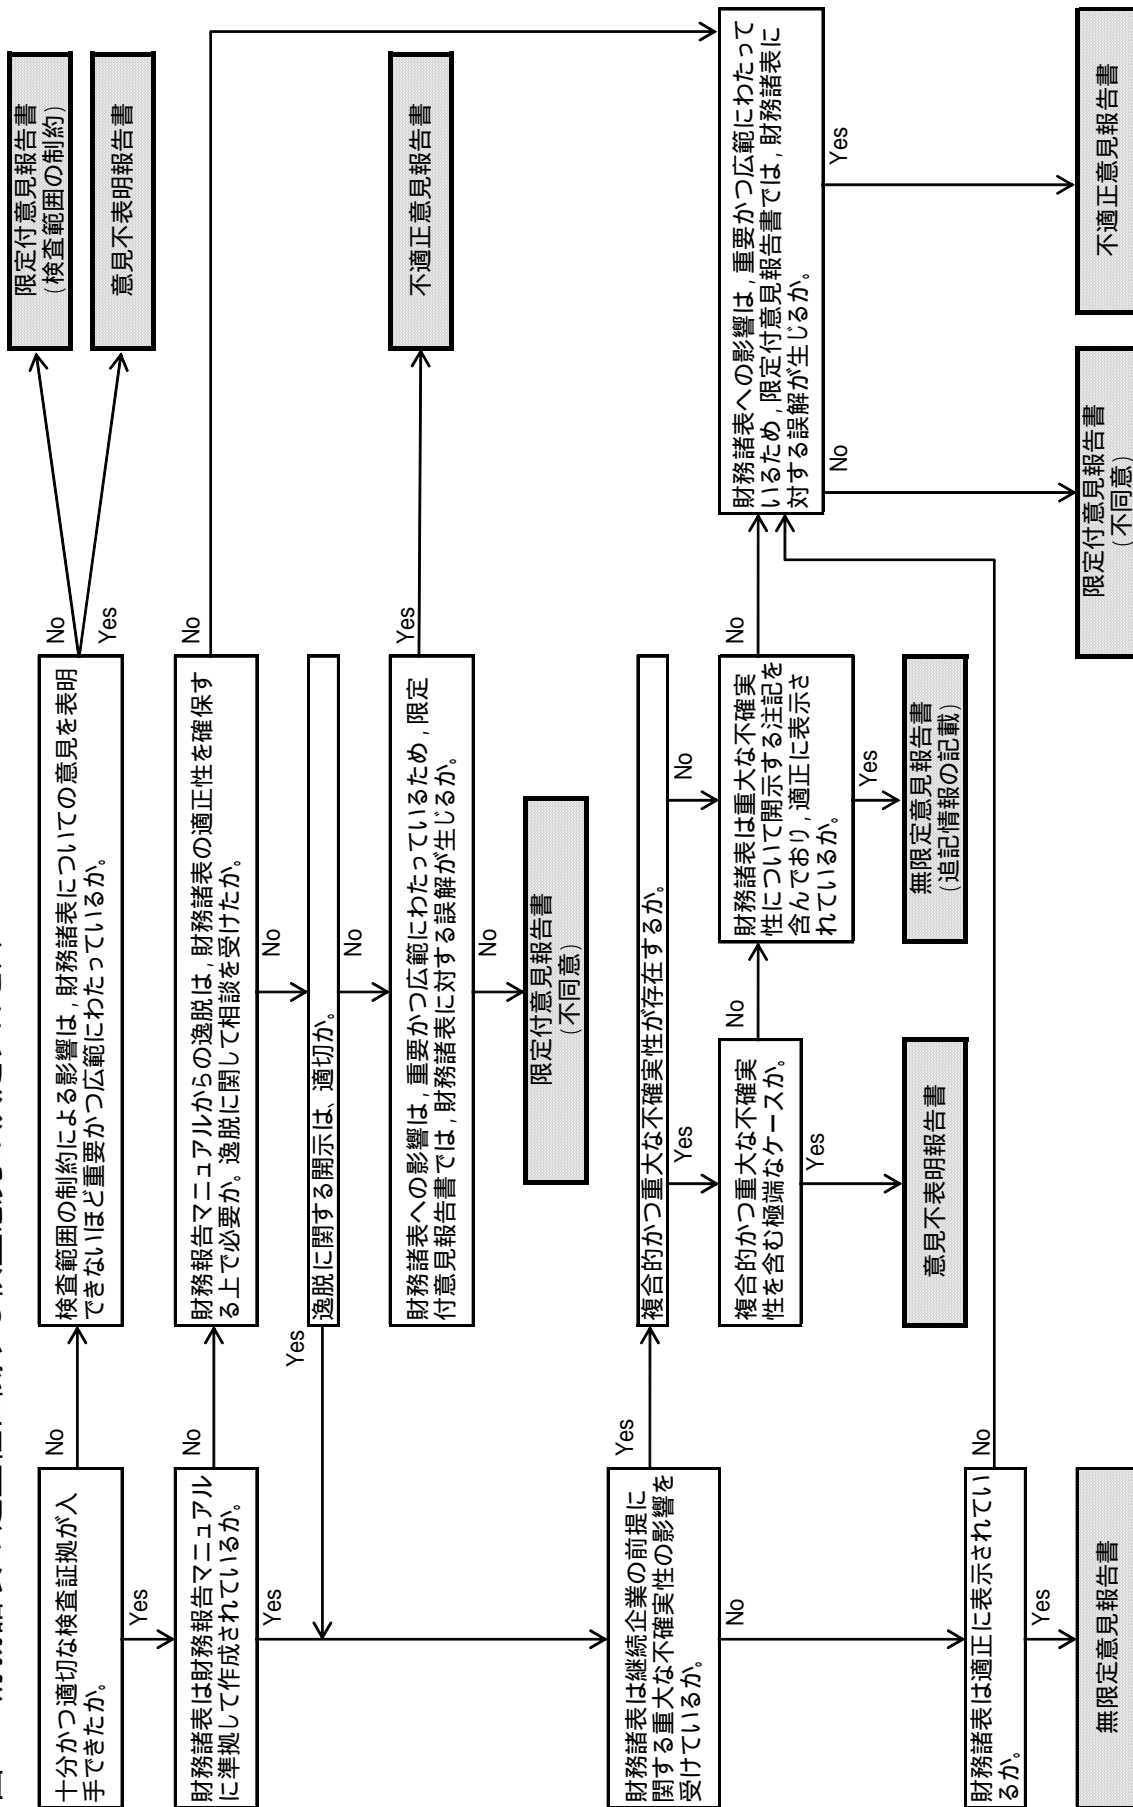 十分かつ適切な検査証拠が入
手できたか。
No
Yes
検査範囲の制約による影響は，財務諸表についての意見を表明
できないほど重要かつ広範にわたっているか。
No
Yes
限定付意見報告書
（検査範囲の制約）
意見不表明報告書
財務諸表は財務報告マニュアル
に準拠して作成されているか。
No
Yes
財務報告マニュアルからの逸脱は，財務諸表の適正性を確保す
る上で必要か。逸脱に関して相談を受けたか。
No
No
逸脱に関する開示は、適切か。
Yes
No
財務諸表への影響は，重要かつ広範にわたっているため，限定
付意見報告書では，財務諸表に対する誤解が生じるか。
Yes
No
不適正意見報告書
限定付意見報告書
（不同意）
財務諸表は継続企業の前提に
関する重大な不確実性の影響を
受けているか。
Yes
No
複合的かつ重大な不確実性が存在するか。
Yes
No
複合的かつ重大な不確実
性を含む極端なケースか。
No
Yes
財務諸表は重大な不確実
性について開示する注記を
含んでおり，適正に表示さ
れているか。
No
Yes
財務諸表への影響は，重要かつ広範にわたって
いるため，限定付意見報告書では，財務諸表に
対する誤解が生じるか。
No
Yes
意見不表明報告書
無限定意見報告書
（追記情報の記載）
財務諸表は適正に表示されてい
るか。
No
Yes
無限定意見報告書
限定付意見報告書
（不同意）
不適正意見報告書